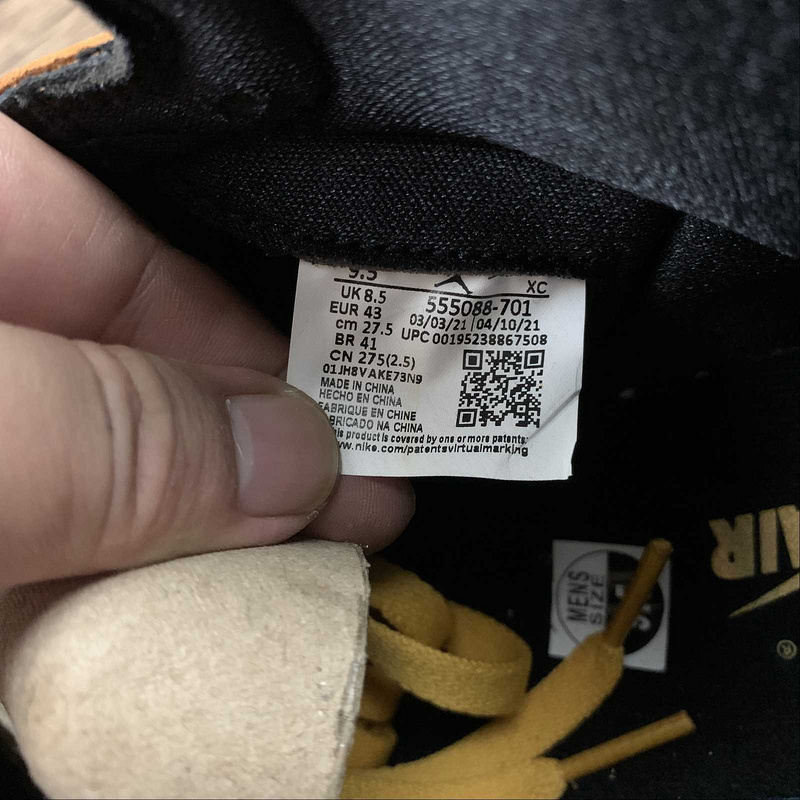 9.5
XC
UK 8.5
555088-701
EUR 43
03/03/21 04/10/21
cm 27.5
UPC 00195238867508
BR 41
CN 275(2.5)
01JH8VAKE73N9
MADE IN CHINA
HECHO EN CHINA
FABRIQUE EN CHINE
BRICADO NA CHINA
his product is covered by one or more patents:
www.nike.com/patentsvirtualmarking
AIR
®
MENS
SIZE